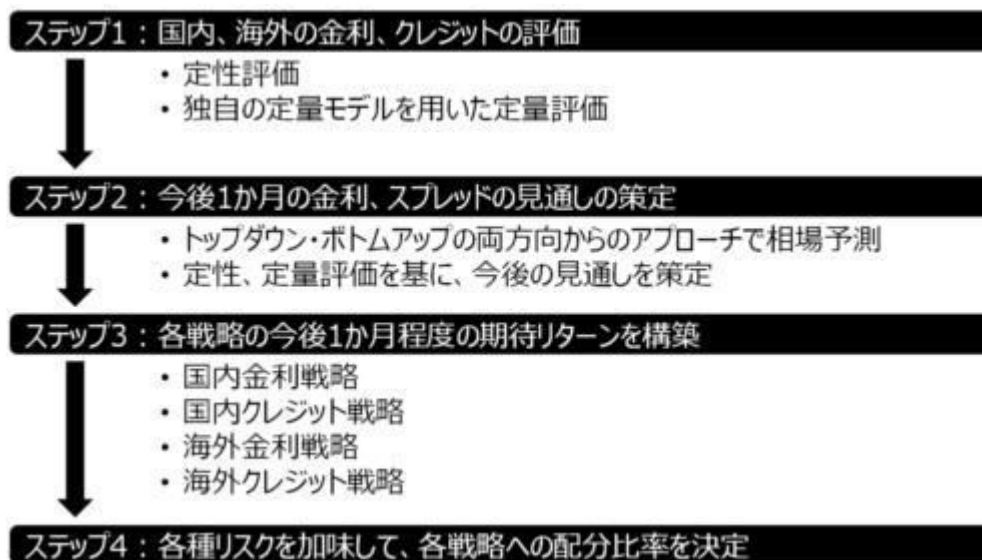 ステップ1：国内、海外の金利、クレジットの評価
・定性評価
・独自の定量モデルを用いた定量評価
ステップ2：今後1か月の金利、スプレッドの見通しの策定
・トップダウン・ボトムアップの両方向からのアプローチで相場予測
・定性、定量評価を基に、今後の見通しを策定
ステップ3：各戦略の今後1か月程度の期待リターンを構築
・国内金利戦略
・国内クレジット戦略
・海外金利戦略
・海外クレジット戦略
ステップ4：各種リスクを加味して、各戦略への配分比率を決定